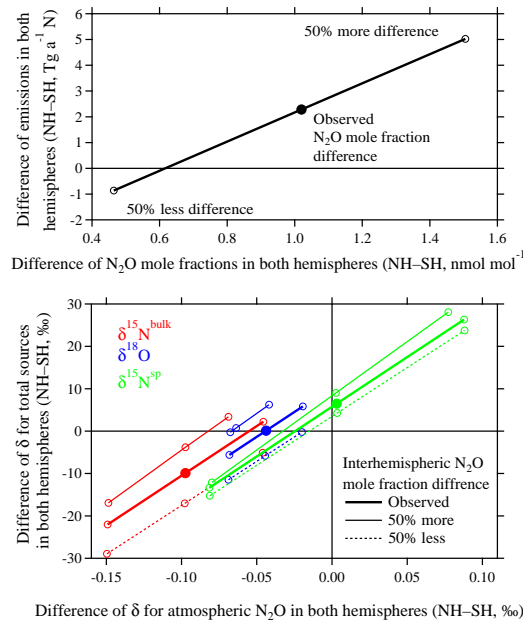 Difference of emissions in both
hemispheres (NH–SH, Tg a⁻¹ N)
6
5
4
3
2
1
0
-1
-2
50% more difference
Observed
N₂O mole fraction
difference
50% less difference
0.4 0.6 0.8 1.0 1.2 1.4 1.6
Difference of N₂O mole fractions in both hemispheres (NH–SH, nmol mol⁻¹
Difference of δ for total sources
in both hemispheres (NH–SH, ‰)
30
20
10
0
-10
-20
-30
δ¹⁵Nᵇᵘˡᵏ
δ¹⁸O
δ¹⁵Nˢᵖ
Interhemispheric N₂O
mole fraction difference
Observed
50% more
50% less
-0.15 -0.10 -0.05 0.00 0.05 0.10
Difference of δ for atmospheric N₂O in both hemispheres (NH–SH, ‰)